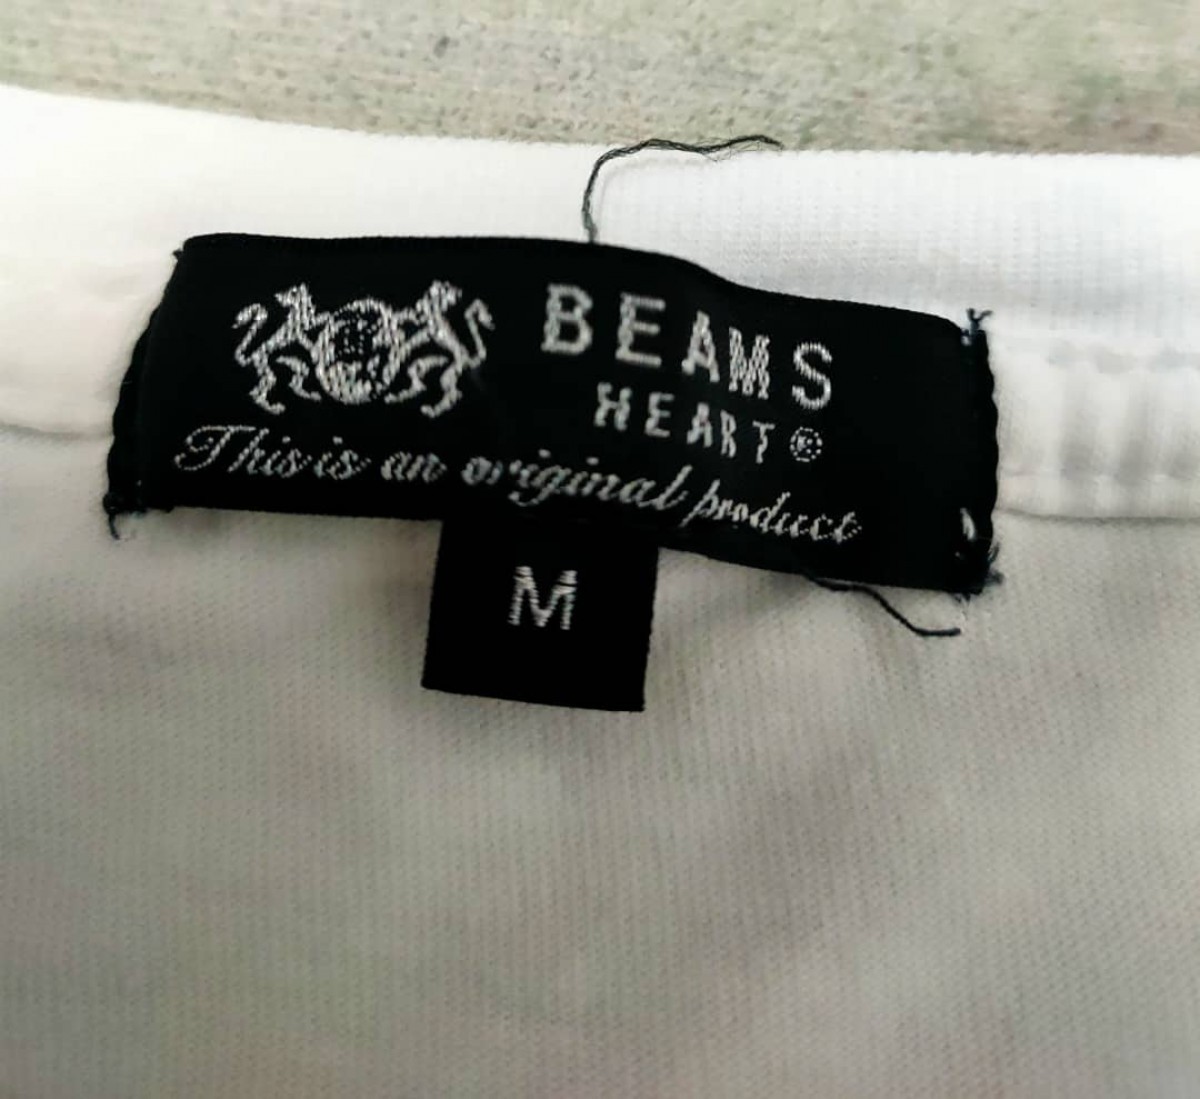 BEAMS
HEART®
This is an original product
M